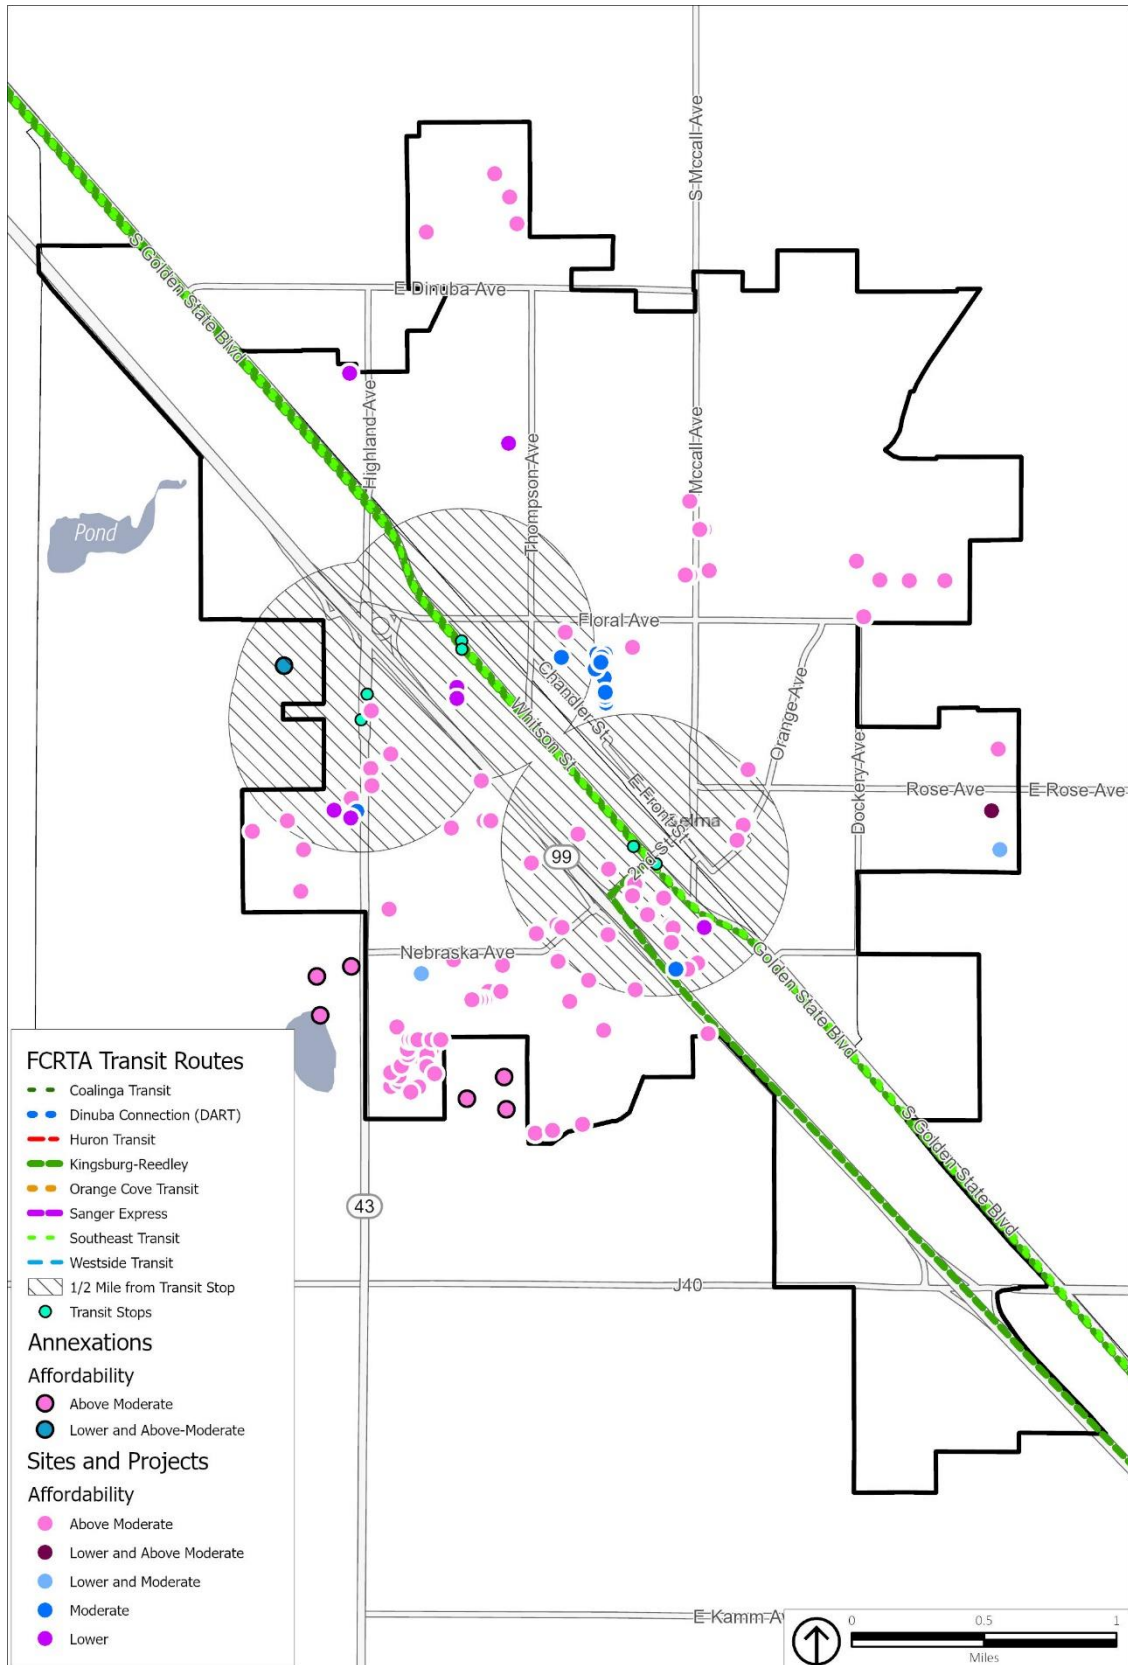 S Mccall Ave
S Golden State Blvd
E Dinuba Ave
Highland Ave
Thompson Ave
Mccall Ave
Pond
Floral Ave
Chandler St
Whitson St
Orange Ave
E Front St
Dockery Ave
Rose Ave
E Rose Ave
Selma
2nd St
99
Nebraska Ave
Golden State Blvd
S Golden State Blvd
43
J40
E Kamm Av
FCRTA Transit Routes
Coalinga Transit
Dinuba Connection (DART)
Huron Transit
Kingsburg-Reedley
Orange Cove Transit
Sanger Express
Southeast Transit
Westside Transit
1/2 Mile from Transit Stop
Transit Stops
Annexations
Affordability
Above Moderate
Lower and Above-Moderate
Sites and Projects
Affordability
Above Moderate
Lower and Above Moderate
Lower and Moderate
Moderate
Lower
0 0.5 1
Miles